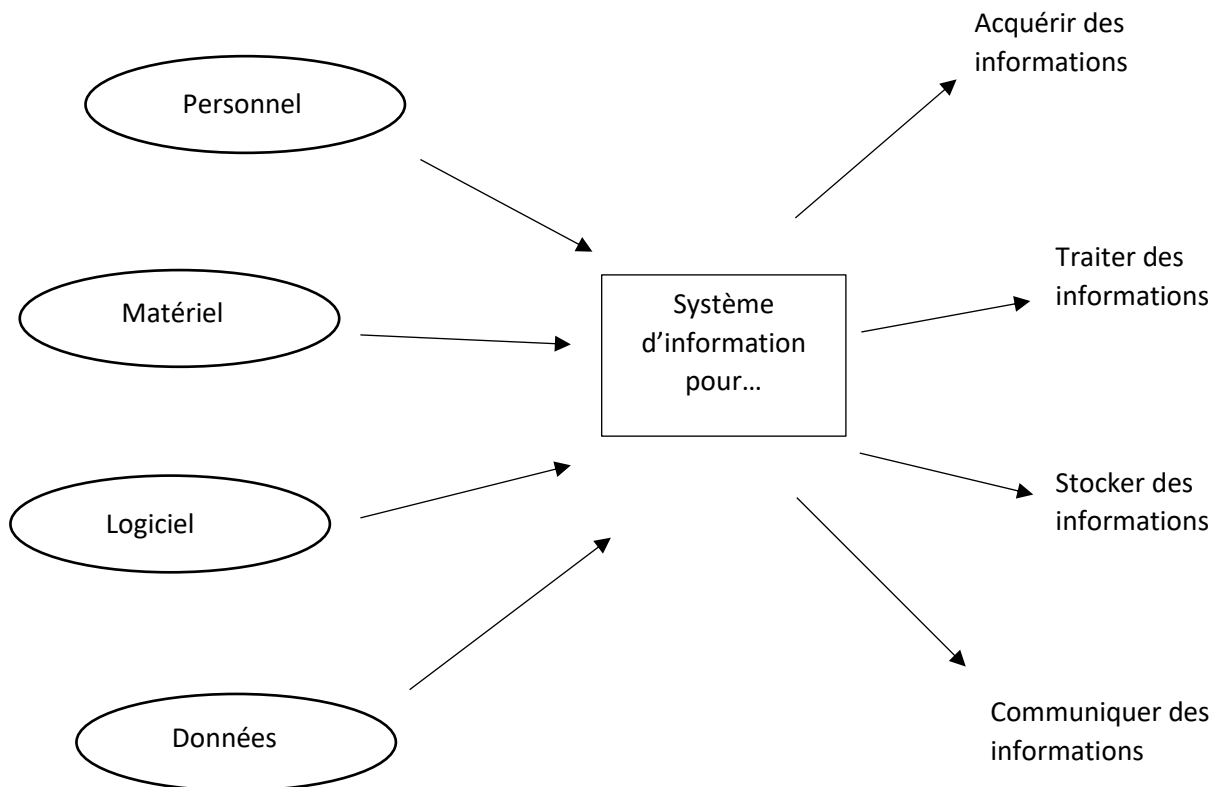 Acquérir des
informations
Personnel
Traiter des
informations
Matériel
Système
d’information
pour…
Stocker des
informations
Logiciel
Communiquer des
informations
Données